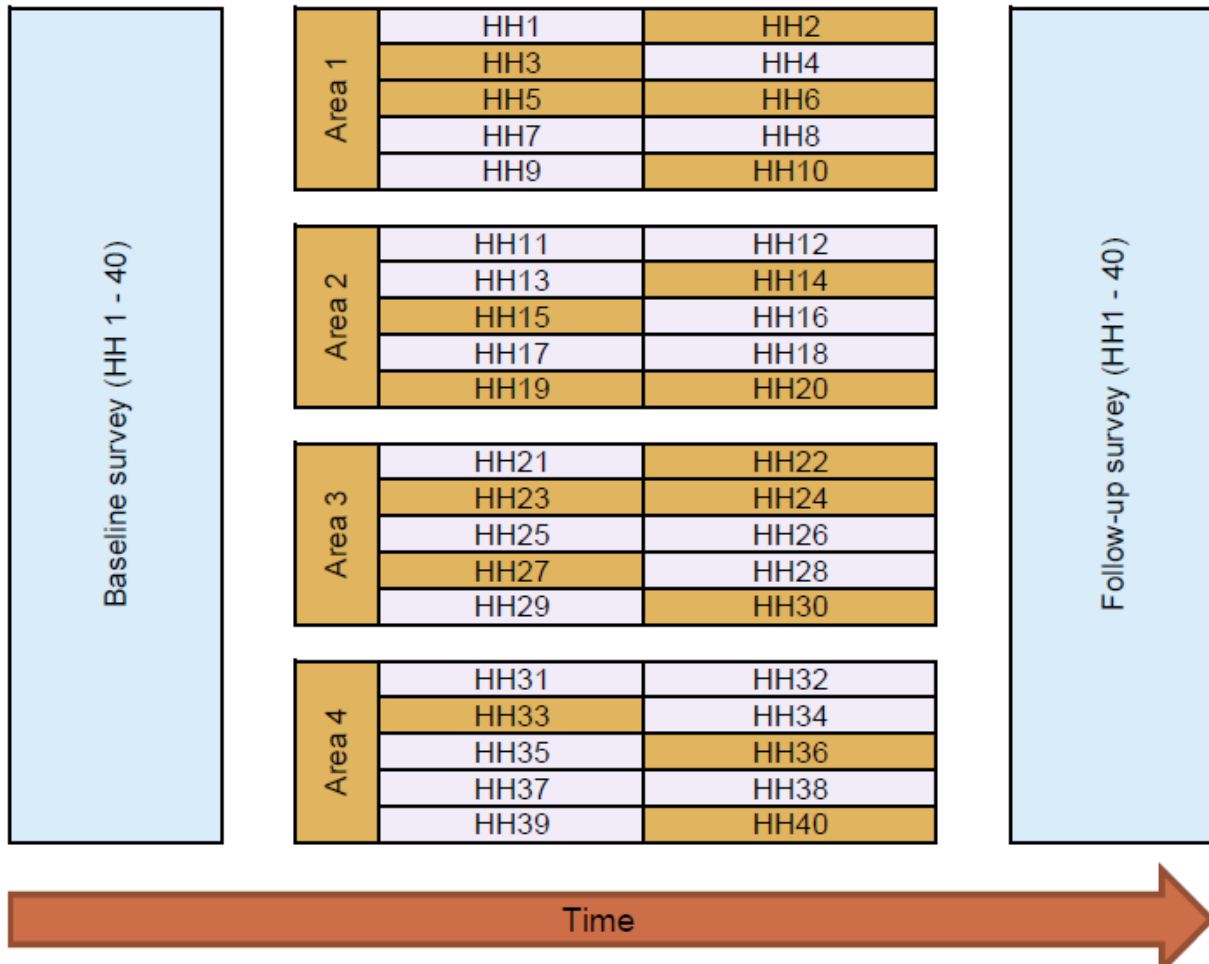 Baseline survey (HH 1 - 40)
Area 1
HH1 HH2
HH3 HH4
HH5 HH6
HH7 HH8
HH9 HH10
Area 2
HH11 HH12
HH13 HH14
HH15 HH16
HH17 HH18
HH19 HH20
Area 3
HH21 HH22
HH23 HH24
HH25 HH26
HH27 HH28
HH29 HH30
Area 4
HH31 HH32
HH33 HH34
HH35 HH36
HH37 HH38
HH39 HH40
Follow-up survey (HH1 - 40)
Time